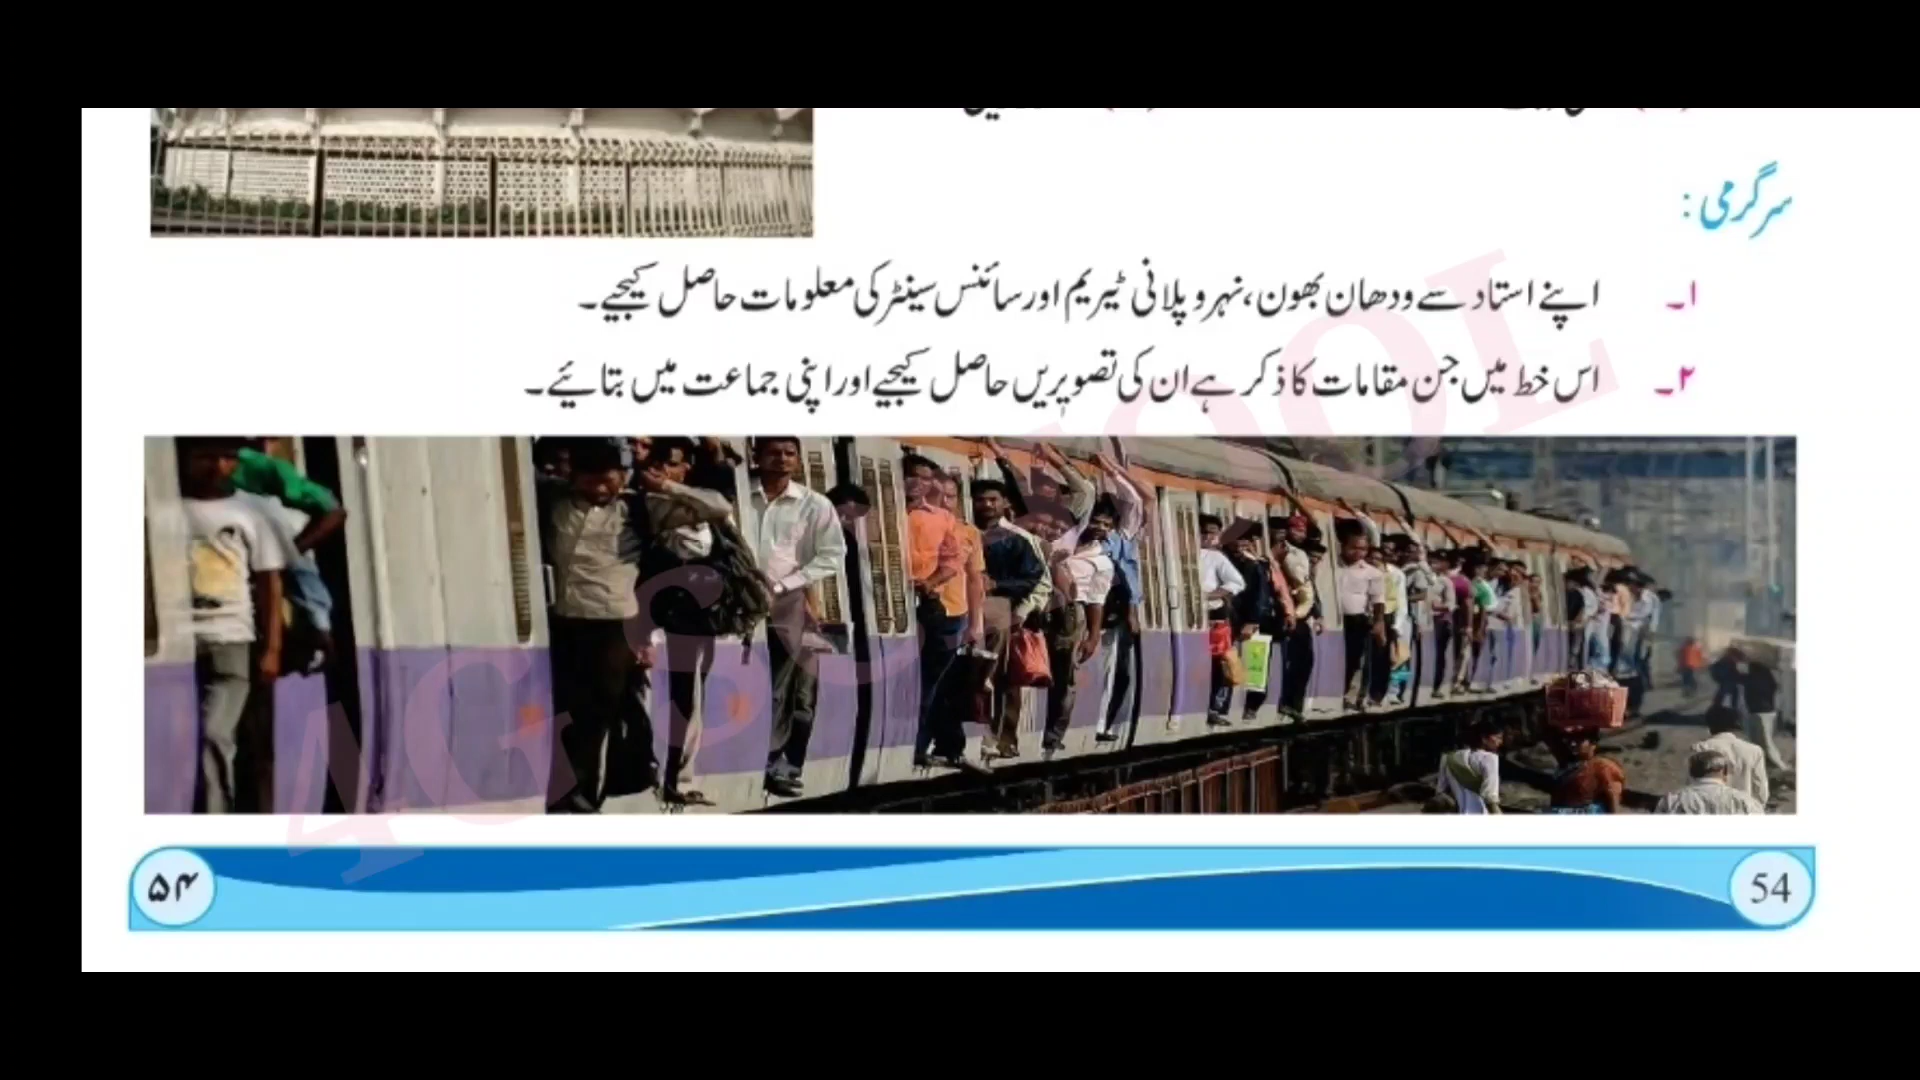 سرگرمی :
۱۔ اپنے استاد سے ودھان بھون، نہرو پلانی ٹیریم اور سائنس سینٹر کی معلومات حاصل کیجیے۔
۲۔ اس خط میں جن مقامات کا ذکر ہے ان کی تصویریں حاصل کیجیے اور اپنی جماعت میں بتائیے۔
4G SCHOOL
۵۴
54